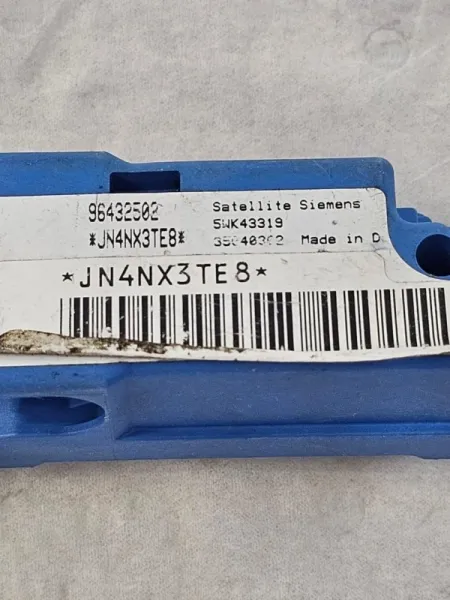 96432502
*JN4NX3TE8*
Satellite Siemens
5WK43319
Made in D
*JN4NX3TE8*